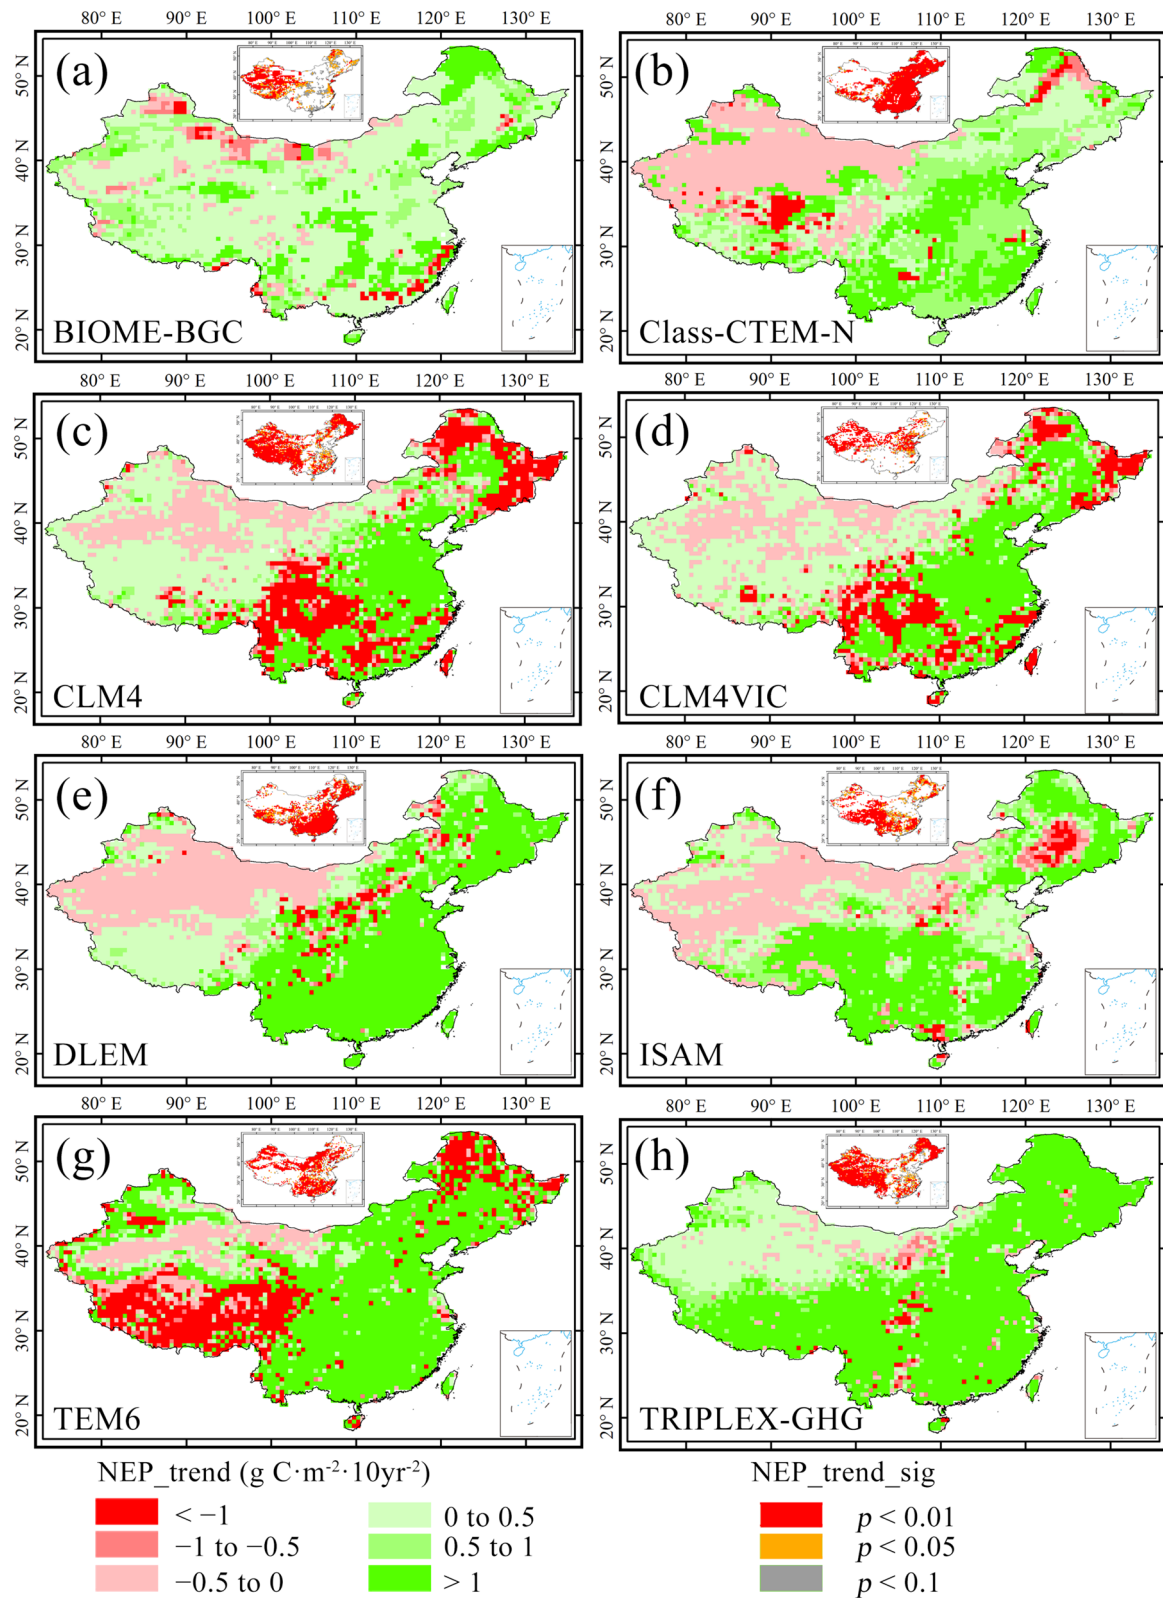 80° E 90° E 100° E 110° E 120° E 130° E 80° E 90° E 100° E 110° E 120° E 130° E
(a) (b)
50° N 40° N 30° N 20° N 50° N 40° N 30° N 20° N
BIOME-BGC Class-CTEM-N
80° E 90° E 100° E 110° E 120° E 130° E 80° E 90° E 100° E 110° E 120° E 130° E
(c) (d)
50° N 40° N 30° N 20° N 50° N 40° N 30° N 20° N
CLM4 CLM4VIC
80° E 90° E 100° E 110° E 120° E 130° E 80° E 90° E 100° E 110° E 120° E 130° E
(e) (f)
50° N 40° N 30° N 20° N 50° N 40° N 30° N 20° N
DLEM ISAM
80° E 90° E 100° E 110° E 120° E 130° E 80° E 90° E 100° E 110° E 120° E 130° E
(g) (h)
50° N 40° N 30° N 20° N 50° N 40° N 30° N 20° N
TEM6 TRIPLEX-GHG
NEP_trend (g C·m⁻²·10yr⁻²) NEP_trend_sig
< −1 0 to 0.5 p < 0.01
−1 to −0.5 0.5 to 1 p < 0.05
−0.5 to 0 > 1 p < 0.1